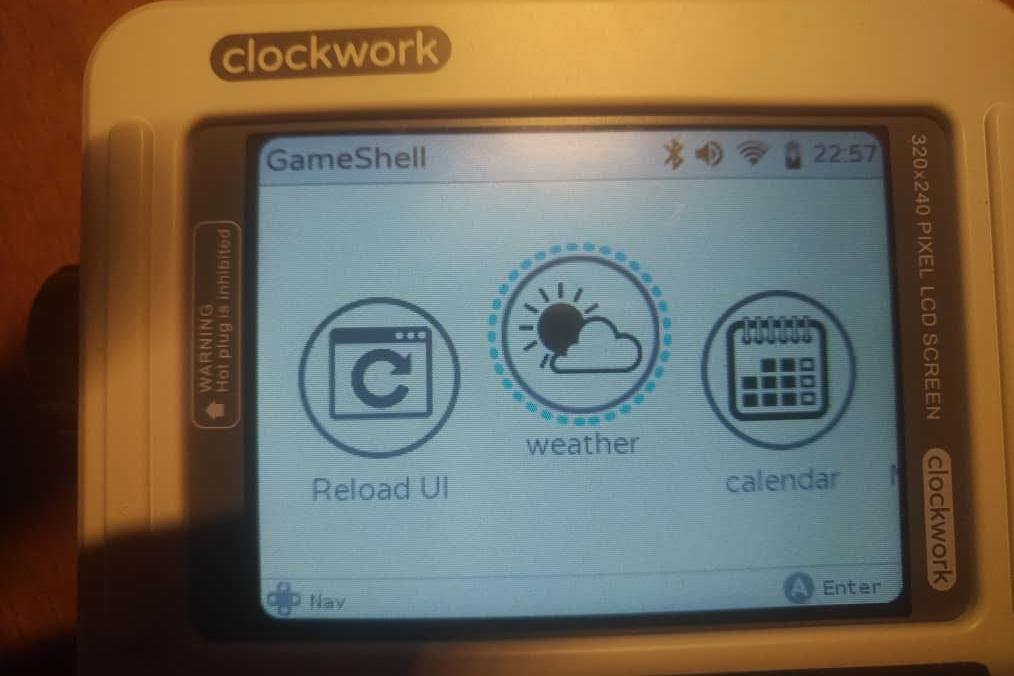 clockwork
GameShell 22:57
WARNING
Hot plug is inhibited
320x240 PIXEL LCD SCREEN
clockwork
Reload UI
weather
calendar
Nav
A Enter